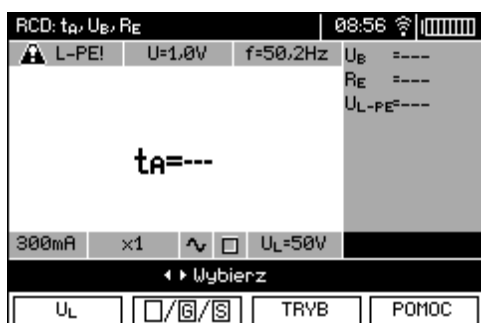 RCD: tA, UB, RE 08:56
L-PE! U=1,0V f=50,2Hz
UB =---
RE =---
UL-PE=---
tA=---
300mA x1 UL=50V
Wybierz
UL /G/S TRYB POMOC